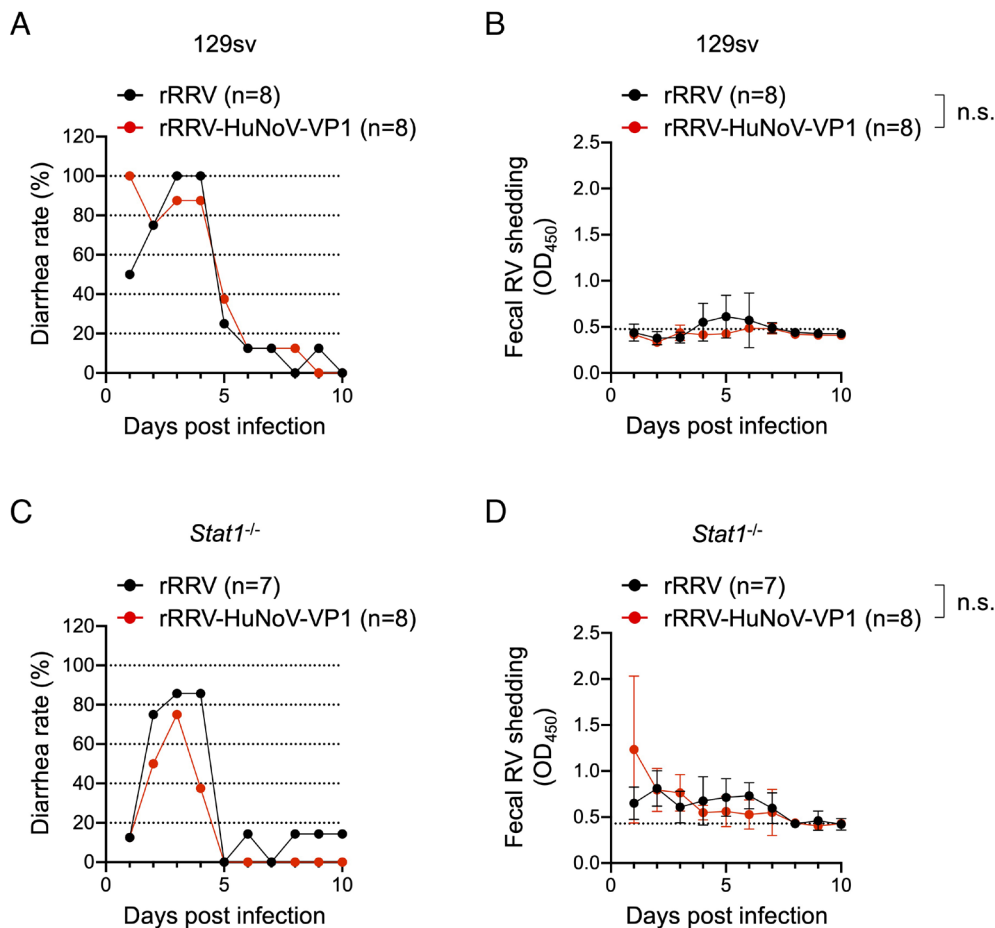 A
129sv
rRRV (n=8)
rRRV-HuNoV-VP1 (n=8)
Diarrhea rate (%)
120
100
80
60
40
20
0
0 5 10
Days post infection
B
129sv
rRRV (n=8)
rRRV-HuNoV-VP1 (n=8)
n.s.
Fecal RV shedding
(OD450)
2.5
2.0
1.5
1.0
0.5
0.0
0 5 10
Days post infection
C
Stat1-/-
rRRV (n=7)
rRRV-HuNoV-VP1 (n=8)
Diarrhea rate (%)
120
100
80
60
40
20
0
0 5 10
Days post infection
D
Stat1-/-
rRRV (n=7)
rRRV-HuNoV-VP1 (n=8)
n.s.
Fecal RV shedding
(OD450)
2.5
2.0
1.5
1.0
0.5
0.0
0 5 10
Days post infection